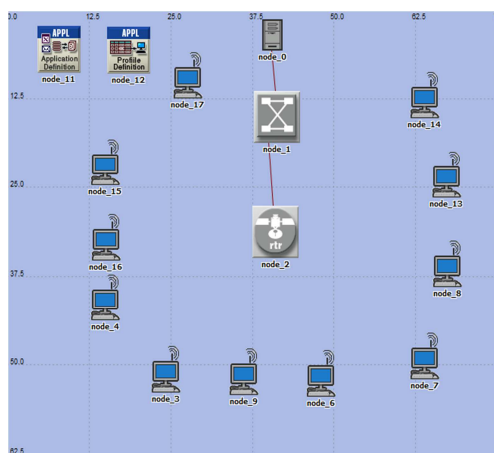 0.0 12.5 25.0 37.5 50.0 62.5
APPL
Application
Definition
node_11
APPL
Profile
Definition
node_12
node_17
node_0
12.5
node_14
node_1
node_15
25.0
node_13
node_16
rtr
node_2
37.5
node_8
node_4
50.0
node_3
node_9
node_6
node_7
62.5